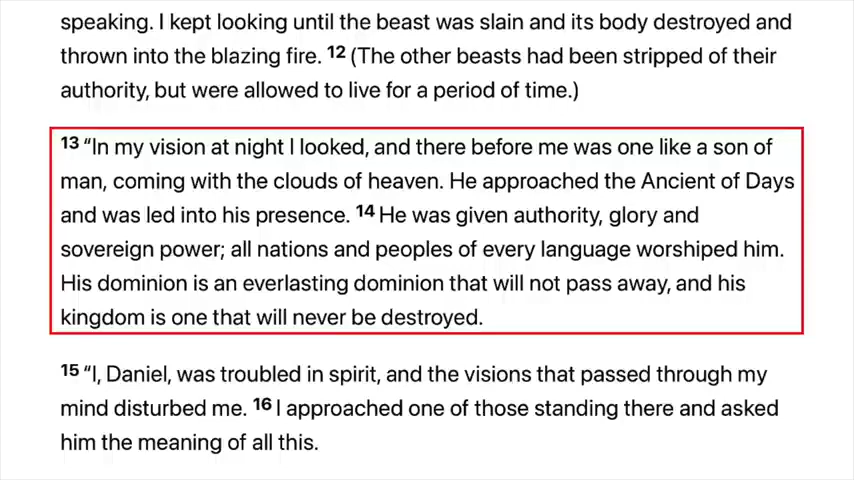 speaking. I kept looking until the beast was slain and its body destroyed and
thrown into the blazing fire. 12 (The other beasts had been stripped of their
authority, but were allowed to live for a period of time.)
13 “In my vision at night I looked, and there before me was one like a son of
man, coming with the clouds of heaven. He approached the Ancient of Days
and was led into his presence. 14 He was given authority, glory and
sovereign power; all nations and peoples of every language worshiped him.
His dominion is an everlasting dominion that will not pass away, and his
kingdom is one that will never be destroyed.
15 “I, Daniel, was troubled in spirit, and the visions that passed through my
mind disturbed me. 16 I approached one of those standing there and asked
him the meaning of all this.